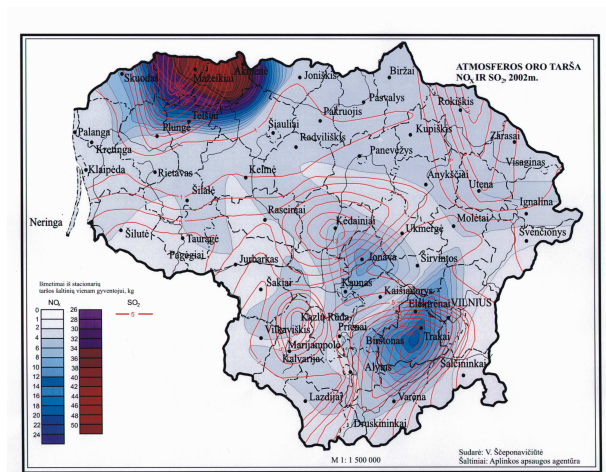 ATMOSFEROS ORO TARŠA
NOX IR SO2, 2002m.
Skuodas
Mažeikiai
Akmenė
Joniškis
Biržai
Pasvalys
Rokiškis
Telšiai
Plungė
Šiauliai
Pakruojis
Radviliškis
Kupiškis
Zarasai
Palanga
Kretinga
Panevėžys
Visaginas
Klaipėda
Rietavas
Kelmė
Anykščiai
Utena
Šilalė
Ignalina
Neringa
Raseiniai
Kėdainiai
Ukmergė
Molėtai
Švenčionys
Šilutė
Tauragė
Pagėgiai
Jurbarkas
Jonava
Širvintos
Šakiai
Kaunas
Kaišiadorys
Elektrėnai
VILNIUS
Kazlų Rūda
Prienai
Vilkaviškis
Birštonas
Trakai
Marijampolė
Kalvarija
Alytus
Šalčininkai
Lazdijai
Varėna
Druskininkai
Išmetimai iš stacionarių
taršos šaltinių vienam gyventojui, kg
NOX
SO2
0
1
2
4
6
8
10
12
14
16
18
20
22
24
26
28
30
32
34
36
38
40
42
44
46
48
50
5
M 1: 1 500 000
Sudarė: V. Ščeponavičiūtė
Šaltiniai: Aplinkos apsaugos agentūra